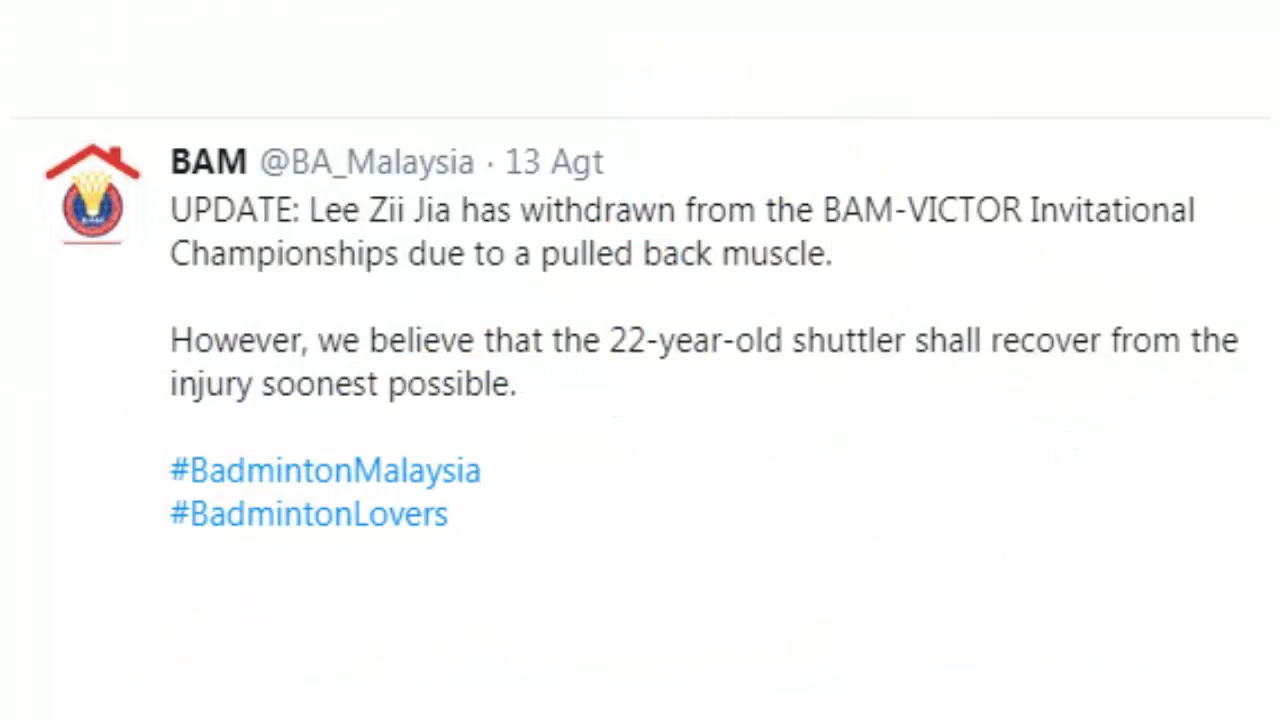 BAM @BA_Malaysia · 13 Agt
UPDATE: Lee Zii Jia has withdrawn from the BAM-VICTOR Invitational
Championships due to a pulled back muscle.
However, we believe that the 22-year-old shuttler shall recover from the
injury soonest possible.
#BadmintonMalaysia
#BadmintonLovers